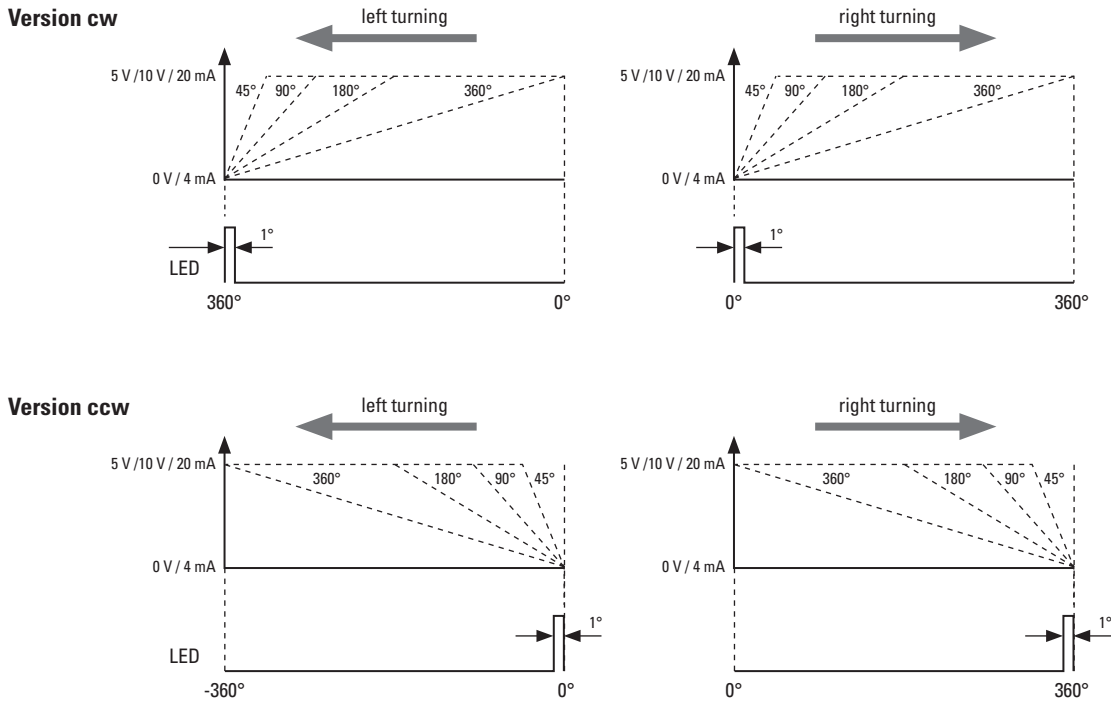 Version cw
left turning
right turning
5 V /10 V / 20 mA
45°
90°
180°
360°
5 V /10 V / 20 mA
45°
90°
180°
360°
0 V / 4 mA
0 V / 4 mA
1°
1°
LED
360°
0°
0°
360°
Version ccw
left turning
right turning
5 V /10 V / 20 mA
360°
180°
90°
45°
5 V /10 V / 20 mA
360°
180°
90°
45°
0 V / 4 mA
0 V / 4 mA
1°
1°
LED
-360°
0°
0°
360°